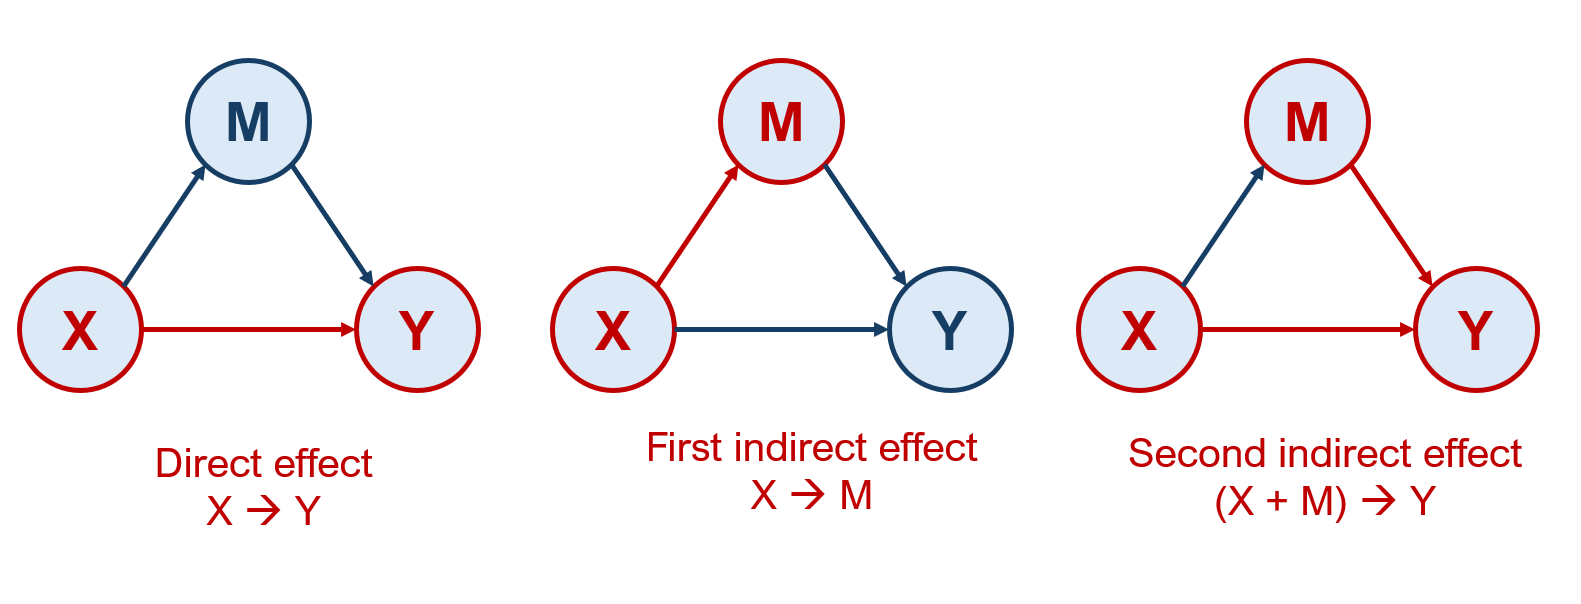 M
X
Y
Direct effect
X → Y
M
X
Y
First indirect effect
X → M
M
X
Y
Second indirect effect
(X + M) → Y